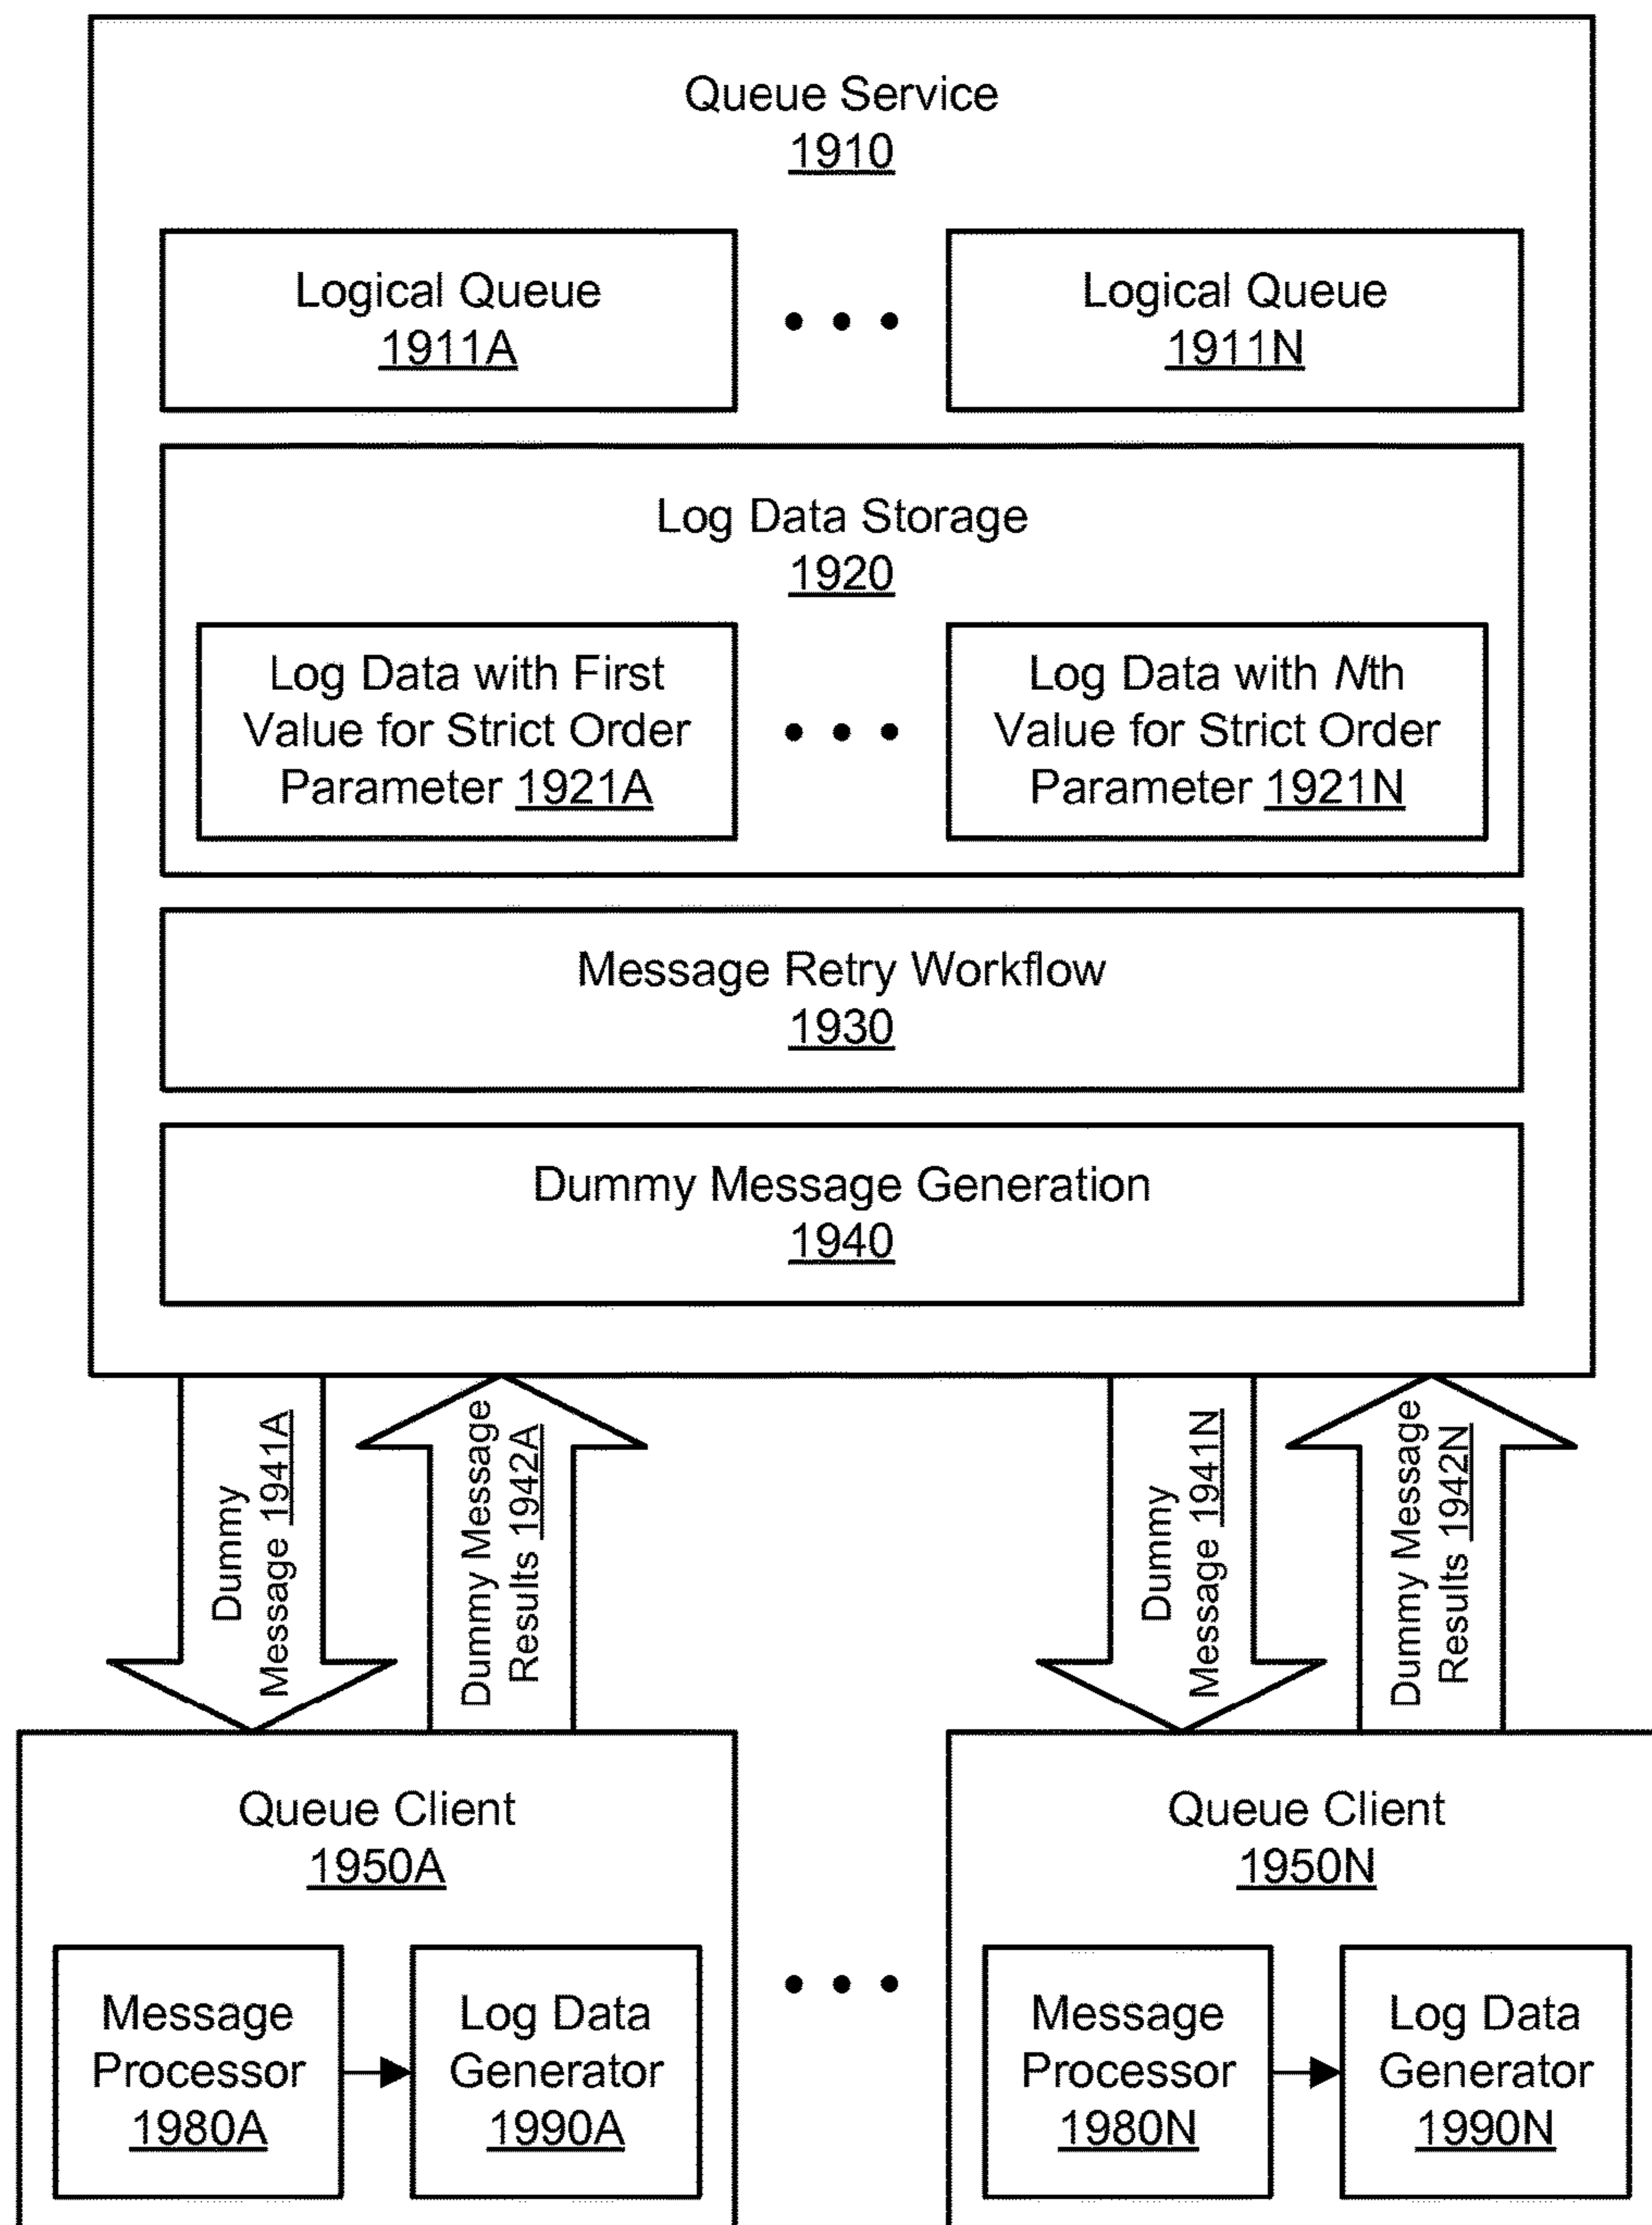 Queue Service
1910
Logical Queue
1911A
• • •
Logical Queue
1911N
Log Data Storage
1920
Log Data with First
Value for Strict Order
Parameter 1921A
• • •
Log Data with Nth
Value for Strict Order
Parameter 1921N
Message Retry Workflow
1930
Dummy Message Generation
1940
Dummy
Message 1941A
Dummy Message
Results 1942A
Dummy
Message 1941N
Dummy Message
Results 1942N
Queue Client
1950A
Message
Processor
1980A
Log Data
Generator
1990A
• • •
Queue Client
1950N
Message
Processor
1980N
Log Data
Generator
1990N